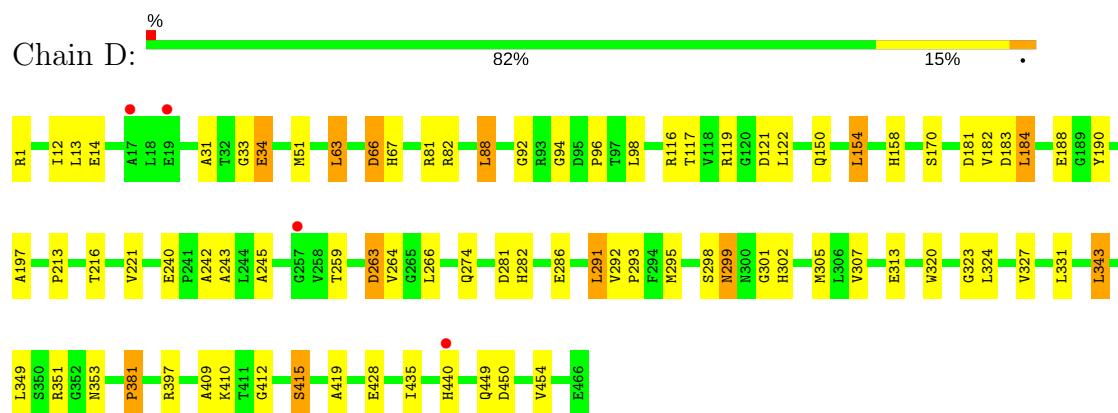 %
Chain D:
82% 15% •
R1 I12 L13 E14 A17 L18 E19 A31 T32 G33 E34 M51 L63 D66 H67 R81 R82 L88 G92 R93 G94 D95 P96 T97 L98 R116 T117 V118 R119 G120 D121 L122 Q150 L154 H158 S170 D181 V182 D183 L184 E188 G189 Y190
A197 P213 T216 V221 E240 P241 A242 A243 L244 A245 G257 V258 T259 D263 V264 G265 L266 Q274 D281 H282 E286 L291 V292 P293 F294 M295 S298 N299 N300 G301 H302 M305 L306 V307 E313 W320 G323 L324 V327 L331 L343
L349 S350 R351 G352 N353 P381 R397 A409 K410 T411 G412 S415 A419 E428 I435 H440 Q449 D450 V454 E466